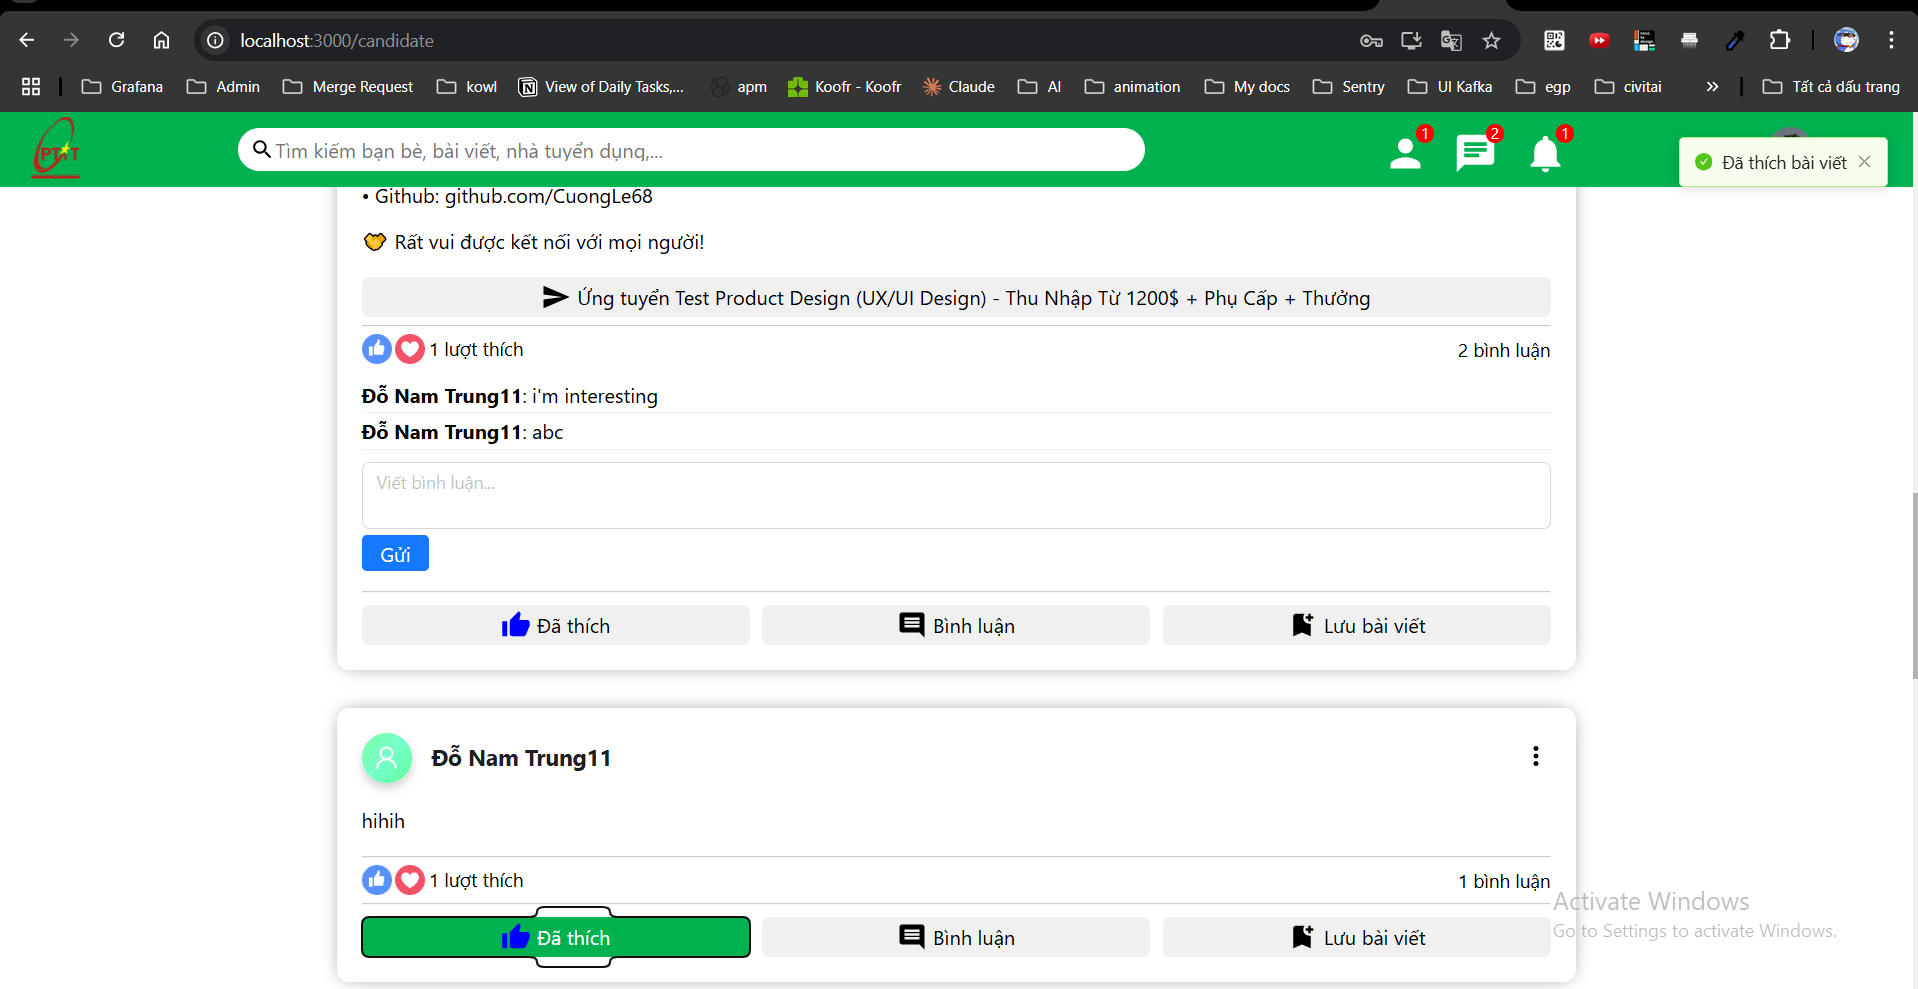 localhost:3000/candidate
Grafana
Admin
Merge Request
kowl
View of Daily Tasks,...
apm
Koofr - Koofr
Claude
AI
animation
My docs
Sentry
UI Kafka
egp
civitai
Tất cả dấu trang
PTIT
Tìm kiếm bạn bè, bài viết, nhà tuyển dụng,...
1
2
1
Đã thích bài viết
• Github: github.com/CuongLe68
Rất vui được kết nối với mọi người!
Ứng tuyển Test Product Design (UX/UI Design) - Thu Nhập Từ 1200$ + Phụ Cấp + Thưởng
1 lượt thích
2 bình luận
Đỗ Nam Trung11: i'm interesting
Đỗ Nam Trung11: abc
Viết bình luận...
Gửi
Đã thích
Bình luận
Lưu bài viết
Đỗ Nam Trung11
hihih
1 lượt thích
1 bình luận
Đã thích
Bình luận
Lưu bài viết
Activate Windows
Go to Settings to activate Windows.